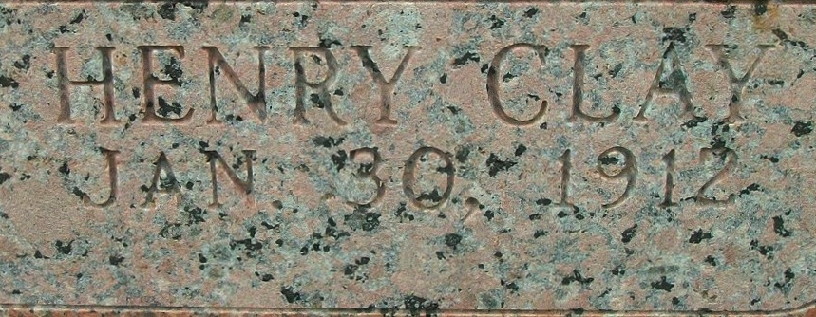 HENRY CLAY
JAN 30, 1912